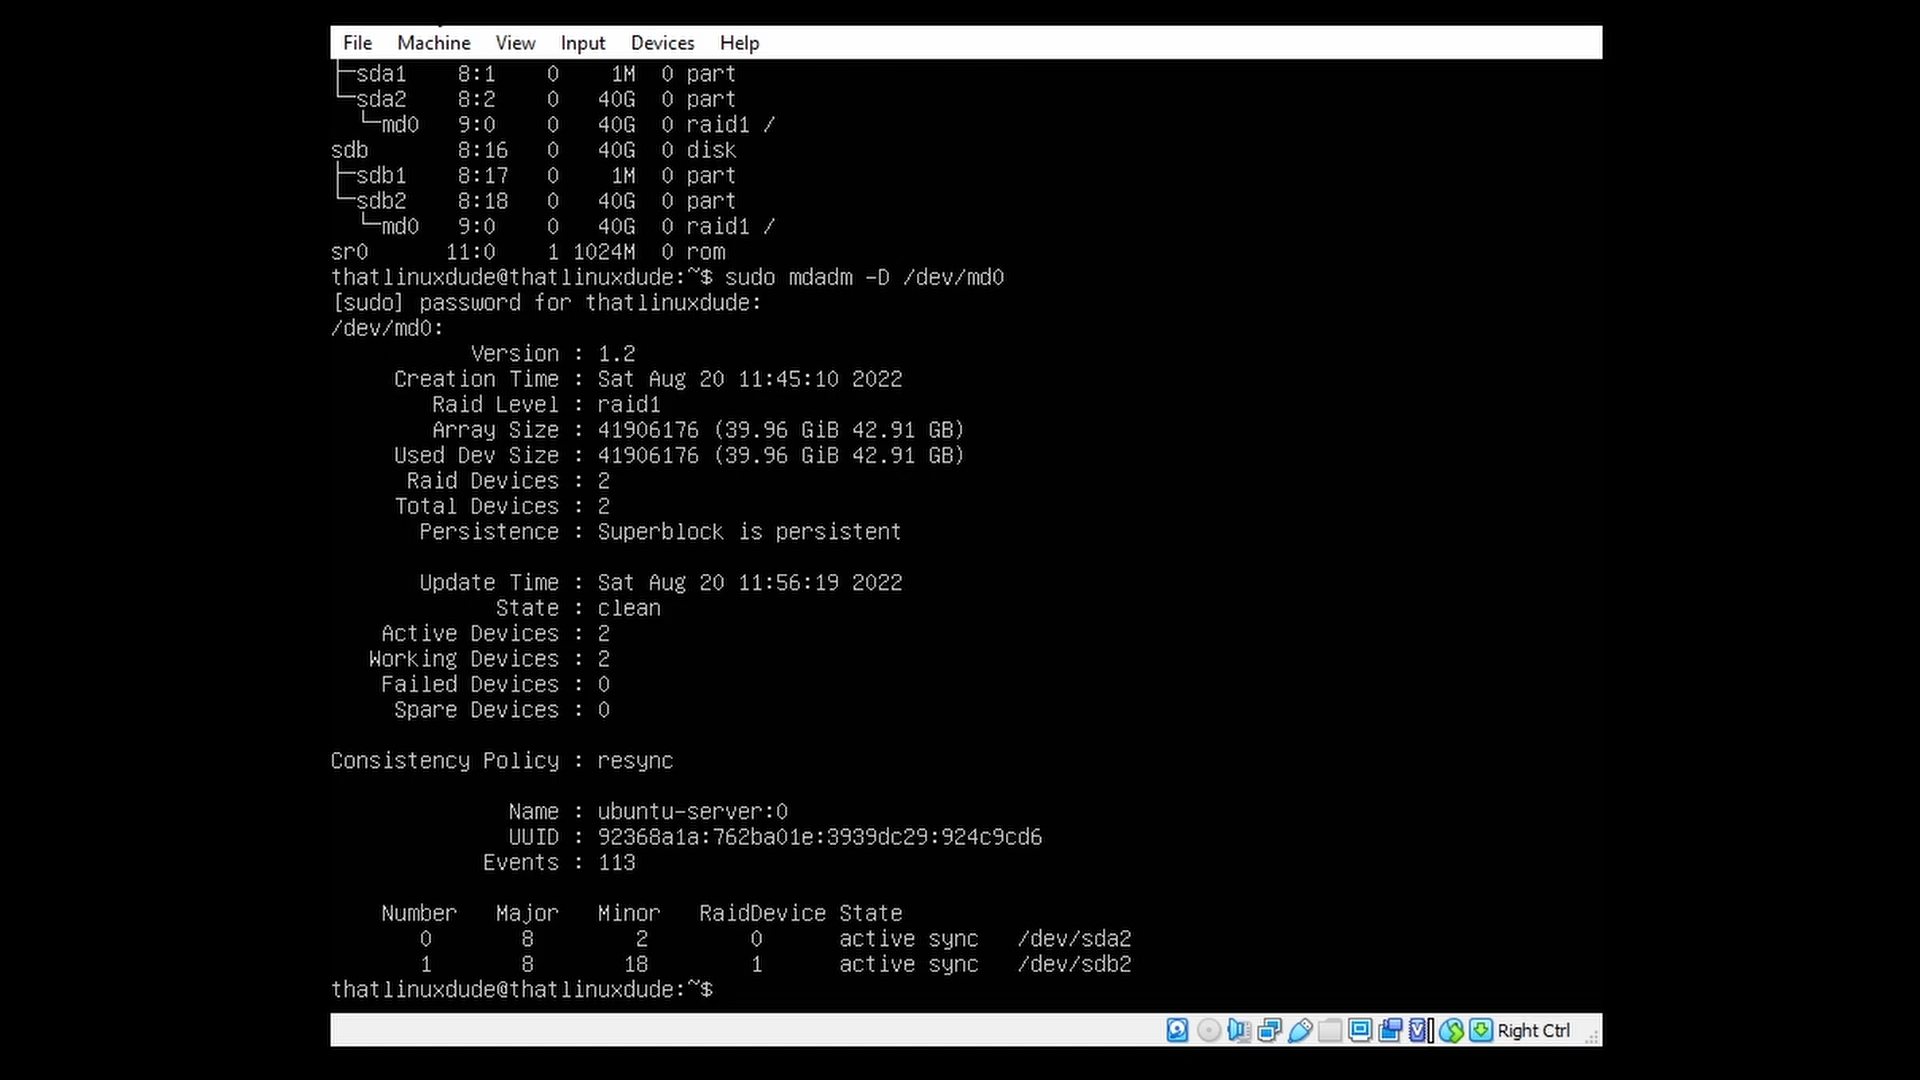 File Machine View Input Devices Help
├─sda1 8:1 0 1M 0 part
└─sda2 8:2 0 40G 0 part
└─md0 9:0 0 40G 0 raid1 /
sdb 8:16 0 40G 0 disk
├─sdb1 8:17 0 1M 0 part
└─sdb2 8:18 0 40G 0 part
└─md0 9:0 0 40G 0 raid1 /
sr0 11:0 1 1024M 0 rom
thatlinuxdude@thatlinuxdude:~$ sudo mdadm -D /dev/md0
[sudo] password for thatlinuxdude:
/dev/md0:
Version : 1.2
Creation Time : Sat Aug 20 11:45:10 2022
Raid Level : raid1
Array Size : 41906176 (39.96 GiB 42.91 GB)
Used Dev Size : 41906176 (39.96 GiB 42.91 GB)
Raid Devices : 2
Total Devices : 2
Persistence : Superblock is persistent
Update Time : Sat Aug 20 11:56:19 2022
State : clean
Active Devices : 2
Working Devices : 2
Failed Devices : 0
Spare Devices : 0
Consistency Policy : resync
Name : ubuntu-server:0
UUID : 92368a1a:762ba01e:3939dc29:924c9cd6
Events : 113
Number Major Minor RaidDevice State
0 8 2 0 active sync /dev/sda2
1 8 18 1 active sync /dev/sdb2
thatlinuxdude@thatlinuxdude:~$
Right Ctrl